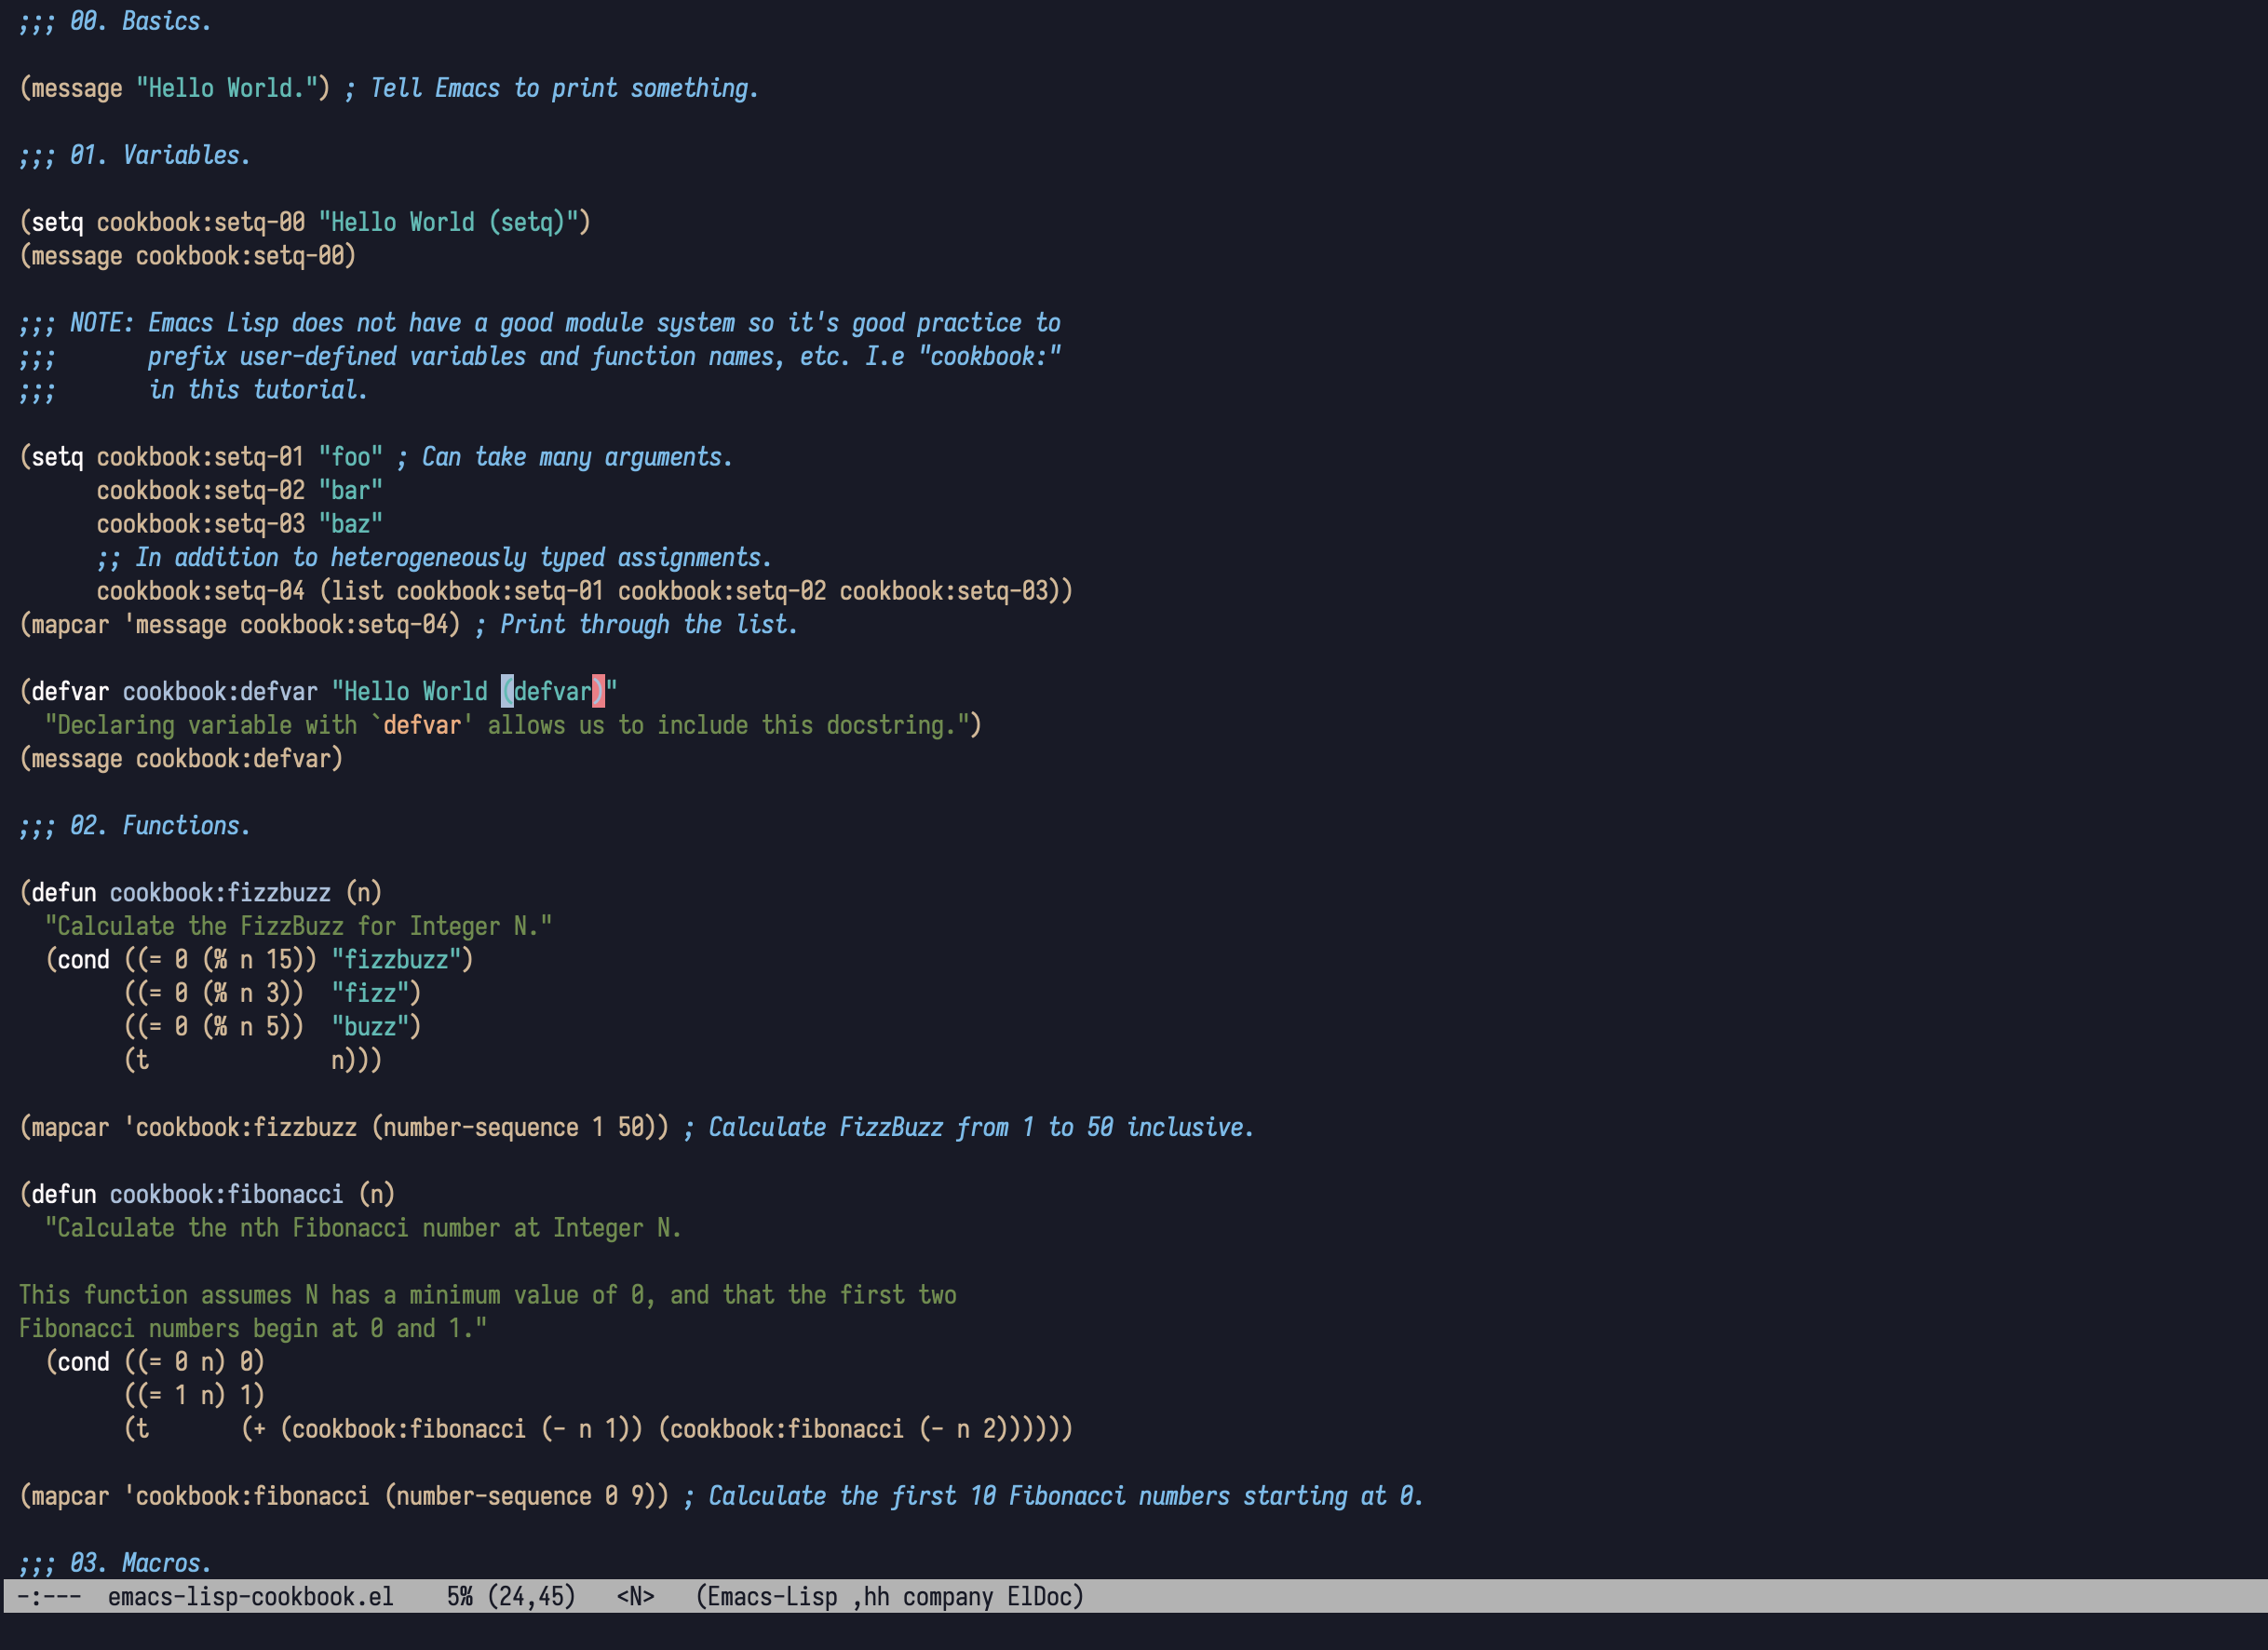 ;;; 00. Basics.

(message "Hello World.") ; Tell Emacs to print something.

;;; 01. Variables.

(setq cookbook:setq-00 "Hello World (setq)")
(message cookbook:setq-00)

;;; NOTE: Emacs Lisp does not have a good module system so it's good practice to
;;;       prefix user-defined variables and function names, etc. I.e "cookbook:"
;;;       in this tutorial.

(setq cookbook:setq-01 "foo" ; Can take many arguments.
      cookbook:setq-02 "bar"
      cookbook:setq-03 "baz"
      ;; In addition to heterogeneously typed assignments.
      cookbook:setq-04 (list cookbook:setq-01 cookbook:setq-02 cookbook:setq-03))
(mapcar 'message cookbook:setq-04) ; Print through the list.

(defvar cookbook:defvar "Hello World (defvar)"
  "Declaring variable with `defvar' allows us to include this docstring.")
(message cookbook:defvar)

;;; 02. Functions.

(defun cookbook:fizzbuzz (n)
  "Calculate the FizzBuzz for Integer N."
  (cond ((= 0 (% n 15)) "fizzbuzz")
        ((= 0 (% n 3))  "fizz")
        ((= 0 (% n 5))  "buzz")
        (t              n)))

(mapcar 'cookbook:fizzbuzz (number-sequence 1 50)) ; Calculate FizzBuzz from 1 to 50 inclusive.

(defun cookbook:fibonacci (n)
  "Calculate the nth Fibonacci number at Integer N.

This function assumes N has a minimum value of 0, and that the first two
Fibonacci numbers begin at 0 and 1."
  (cond ((= 0 n) 0)
        ((= 1 n) 1)
        (t       (+ (cookbook:fibonacci (- n 1)) (cookbook:fibonacci (- n 2))))))

(mapcar 'cookbook:fibonacci (number-sequence 0 9)) ; Calculate the first 10 Fibonacci numbers starting at 0.

;;; 03. Macros.
-:---  emacs-lisp-cookbook.el    5% (24,45)   <N>   (Emacs-Lisp ,hh company ElDoc)